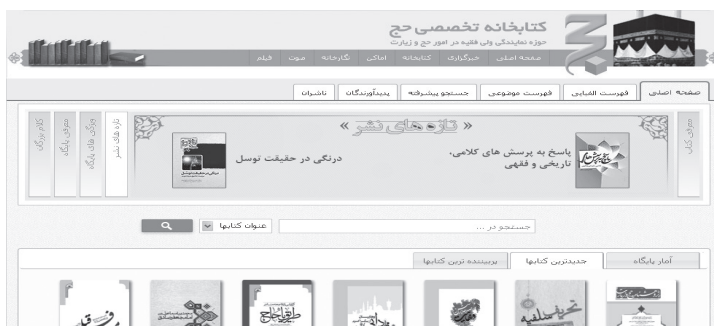 کتابخانه تخصصی حج
حوزه نمایندگی ولی فقیه در امور حج و زیارت
صفحه اصلی خبرگزاری کتابخانه اماکن نگارخانه صوت فیلم
صفحه اصلی فهرست الفبایی فهرست موضوعی جستجو پیشرفته پدیدآورندگان ناشران
معرفی کتاب
« تازه های نشر »
پاسخ به پرسش های کلامی،
تاریخی و فقهی
درنگی در حقیقت توسل
تازه های نشر
ویژگی های پایگاه
معرفی پایگاه
کلام بزرگان
جستجو در ...
عنوان کتابها
آمار پایگاه جدیدترین کتابها پربیننده ترین کتابها